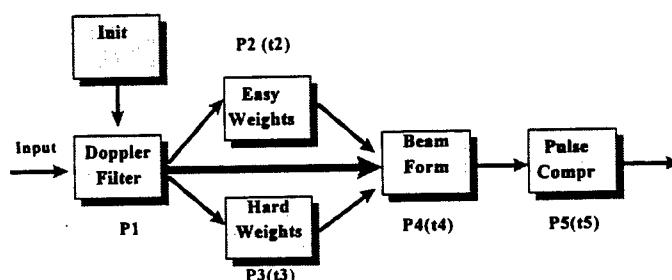 Init
P2 (t2)
Easy
Weights
Input
Doppler
Filter
Beam
Form
Pulse
Compr
Hard
Weights
P1
P4(t4)
P5(t5)
P3(t3)